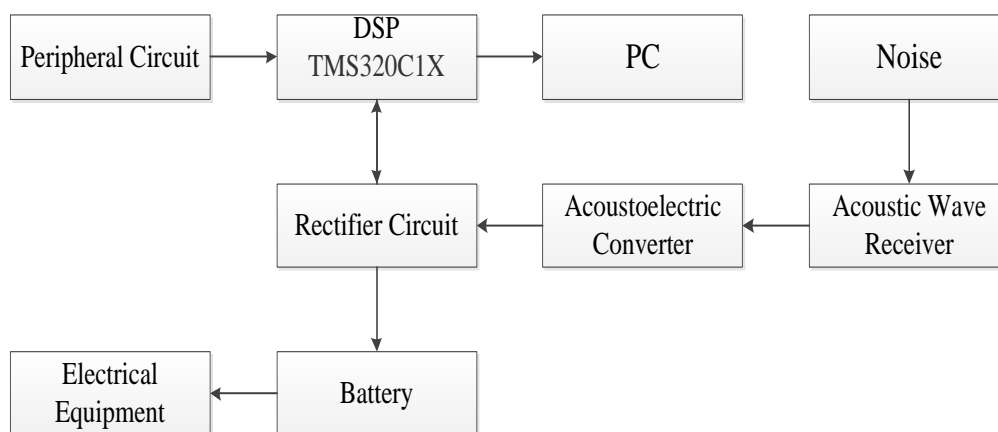 Peripheral Circuit
DSP
TMS320C1X
PC
Noise
Rectifier Circuit
Acoustoelectric
Converter
Acoustic Wave
Receiver
Electrical
Equipment
Battery